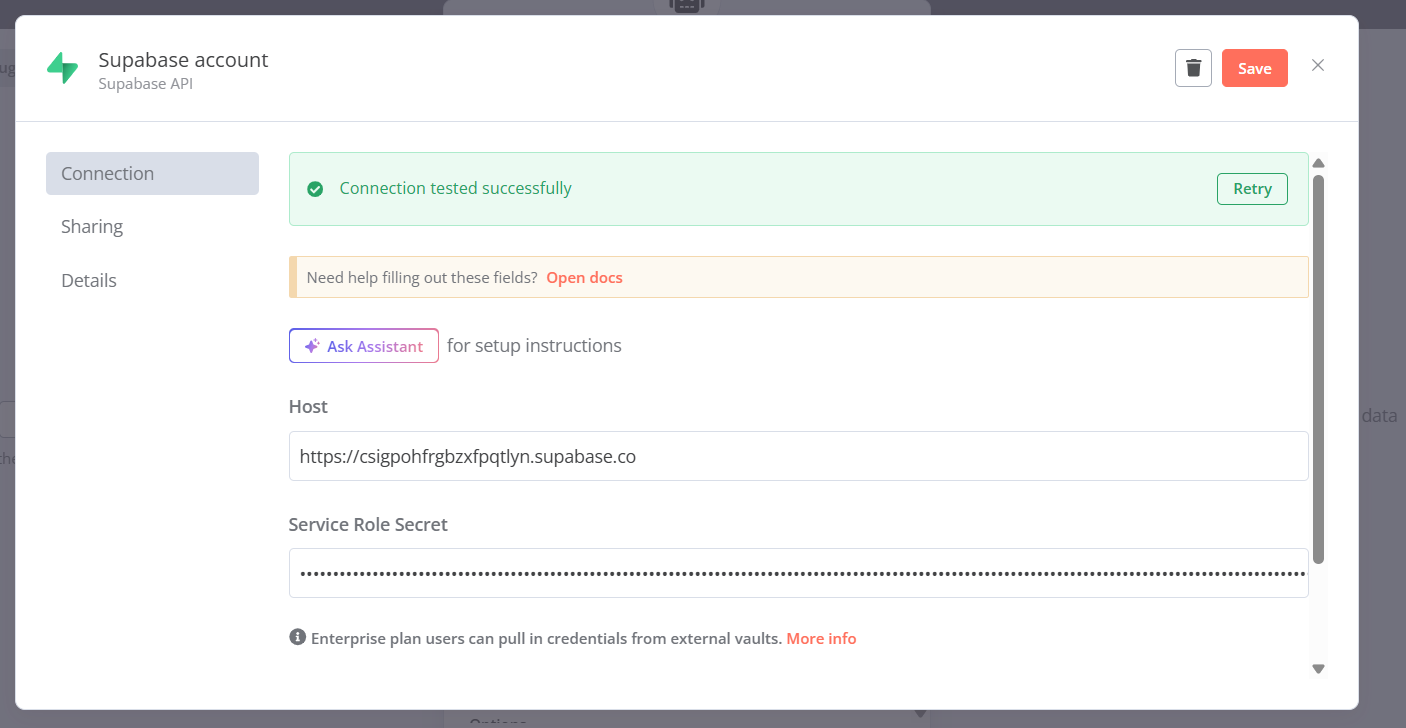 Supabase account
Supabase API
Save
Connection
Sharing
Details
Connection tested successfully
Retry
Need help filling out these fields? Open docs
Ask Assistant for setup instructions
Host
https://csigpohfrgbzxfpqtlyn.supabase.co
Service Role Secret
Enterprise plan users can pull in credentials from external vaults. More info
data